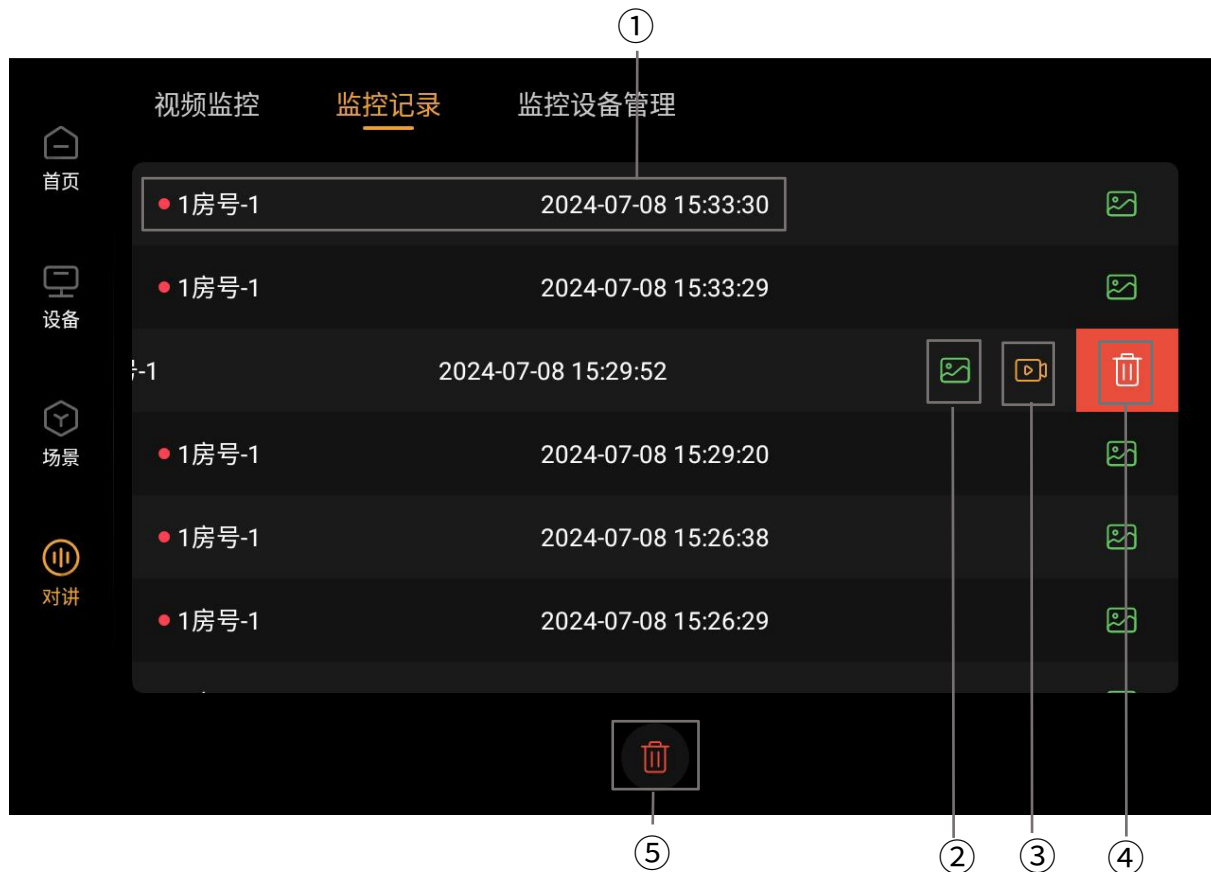 ①
视频监控 监控记录 监控设备管理
首页
1房号-1 2024-07-08 15:33:30
设备
1房号-1 2024-07-08 15:33:29
-1 2024-07-08 15:29:52
场景
1房号-1 2024-07-08 15:29:20
1房号-1 2024-07-08 15:26:38
对讲
1房号-1 2024-07-08 15:26:29
⑤ ② ③ ④